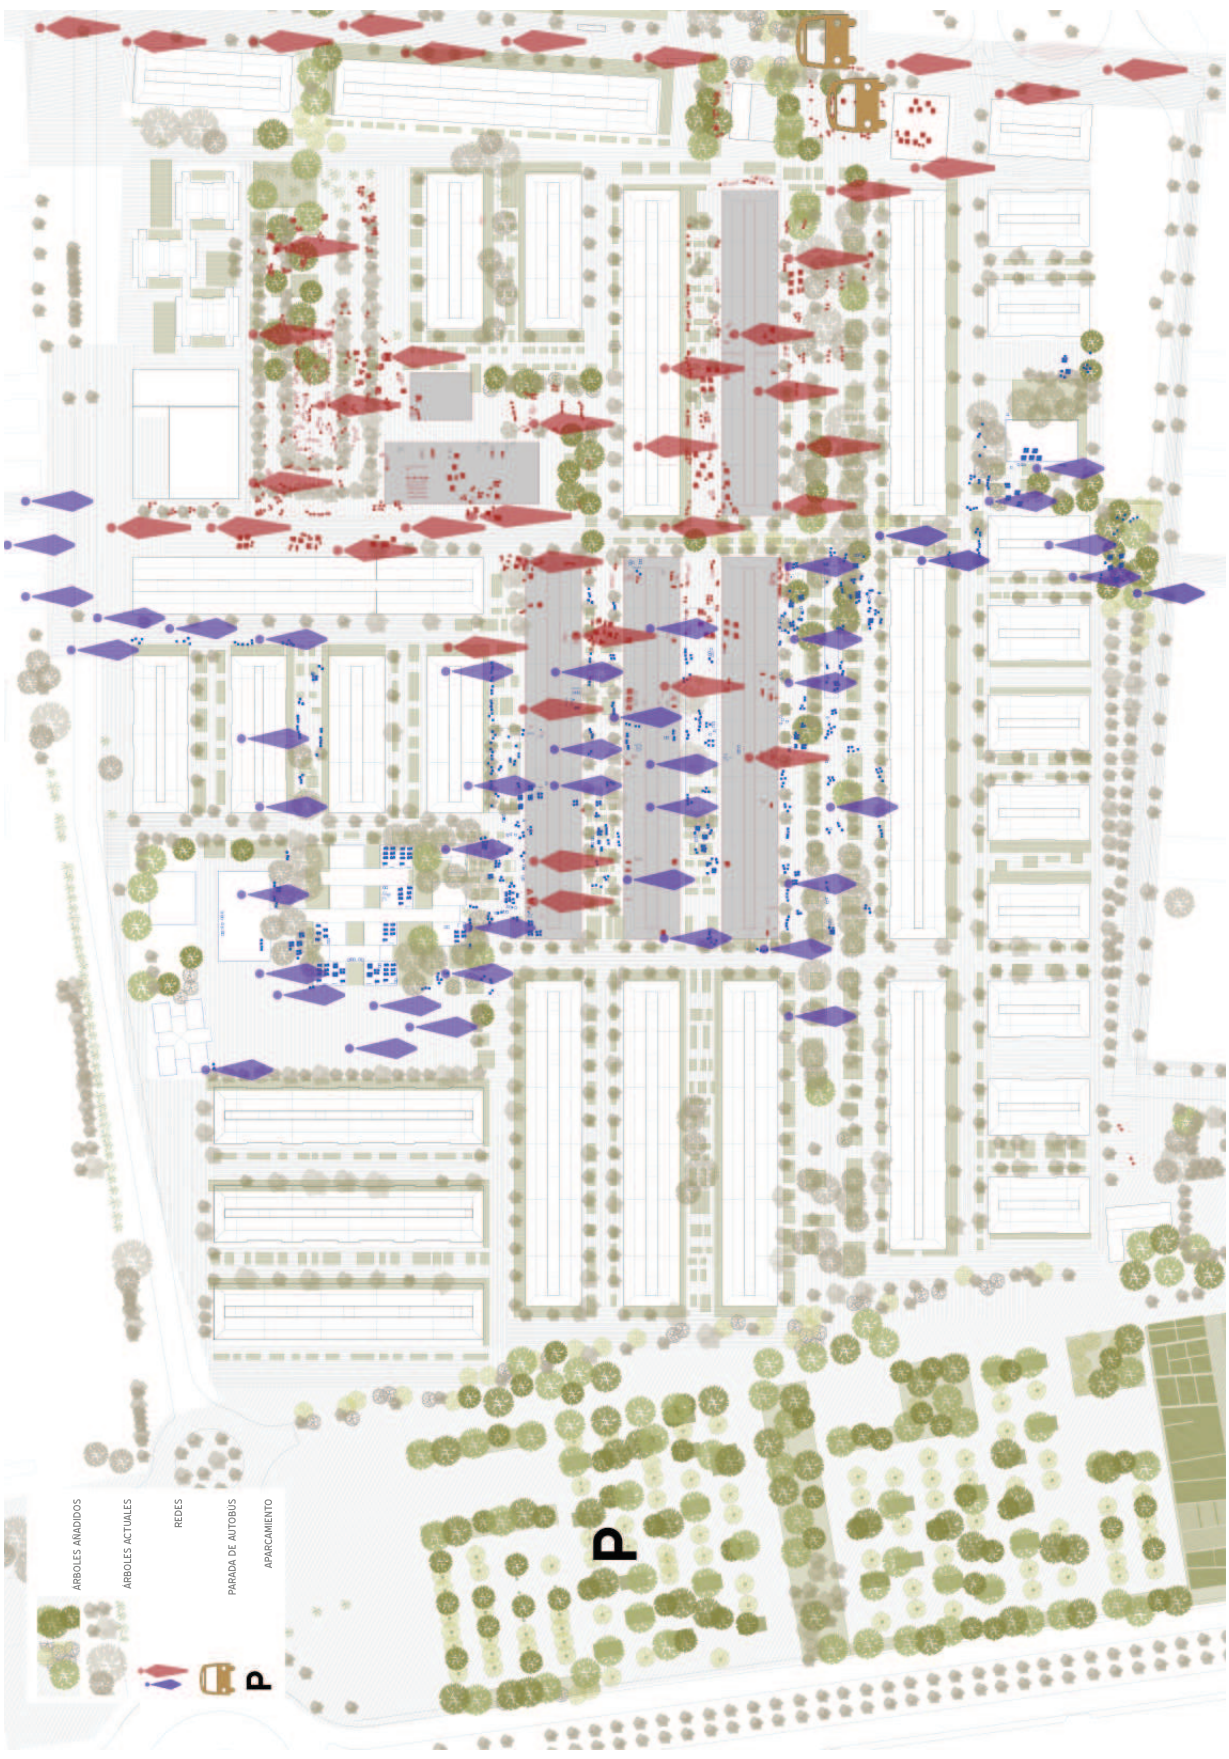 ARBOLES AÑADIDOS
ARBOLES ACTUALES
REDES
PARADA DE AUTOBUS
APARCAMIENTO
P
P